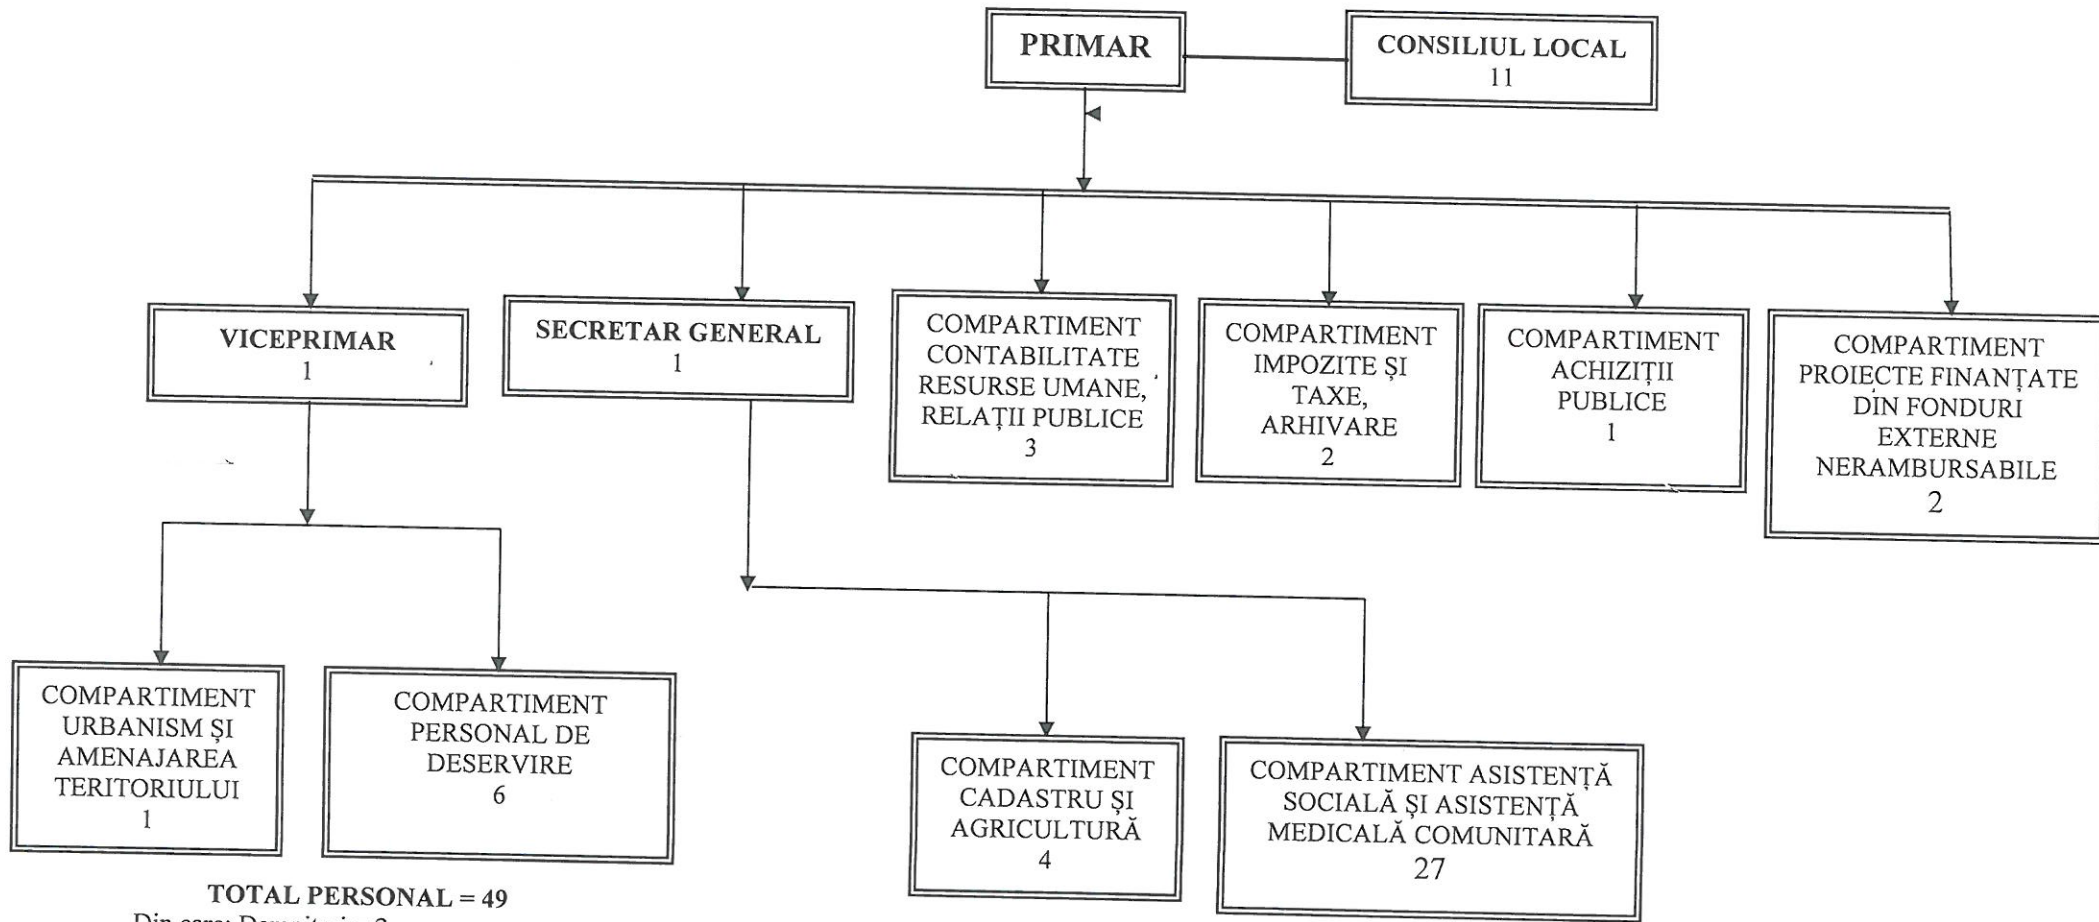 PRIMAR
CONSILIUL LOCAL
11
VICEPRIMAR
1
SECRETAR GENERAL
1
COMPARTIMENT
CONTABILITATE
RESURSE UMANE,
RELAȚII PUBLICE
3
COMPARTIMENT
IMPOZITE ȘI
TAXE,
ARHIVARE
2
COMPARTIMENT
ACHIZIȚII
PUBLICE
1
COMPARTIMENT
PROIECTE FINANȚATE
DIN FONDURI
EXTERNE
NERAMBURSABILE
2
COMPARTIMENT
URBANISM ȘI
AMENAJAREA
TERITORIULUI
1
COMPARTIMENT
PERSONAL DE
DESERVIRE
6
COMPARTIMENT
CADASTRU ȘI
AGRICULTURĂ
4
COMPARTIMENT ASISTENȚĂ
SOCIALĂ ȘI ASISTENȚĂ
MEDICALĂ COMUNITARĂ
27
TOTAL PERSONAL = 49
Din care: